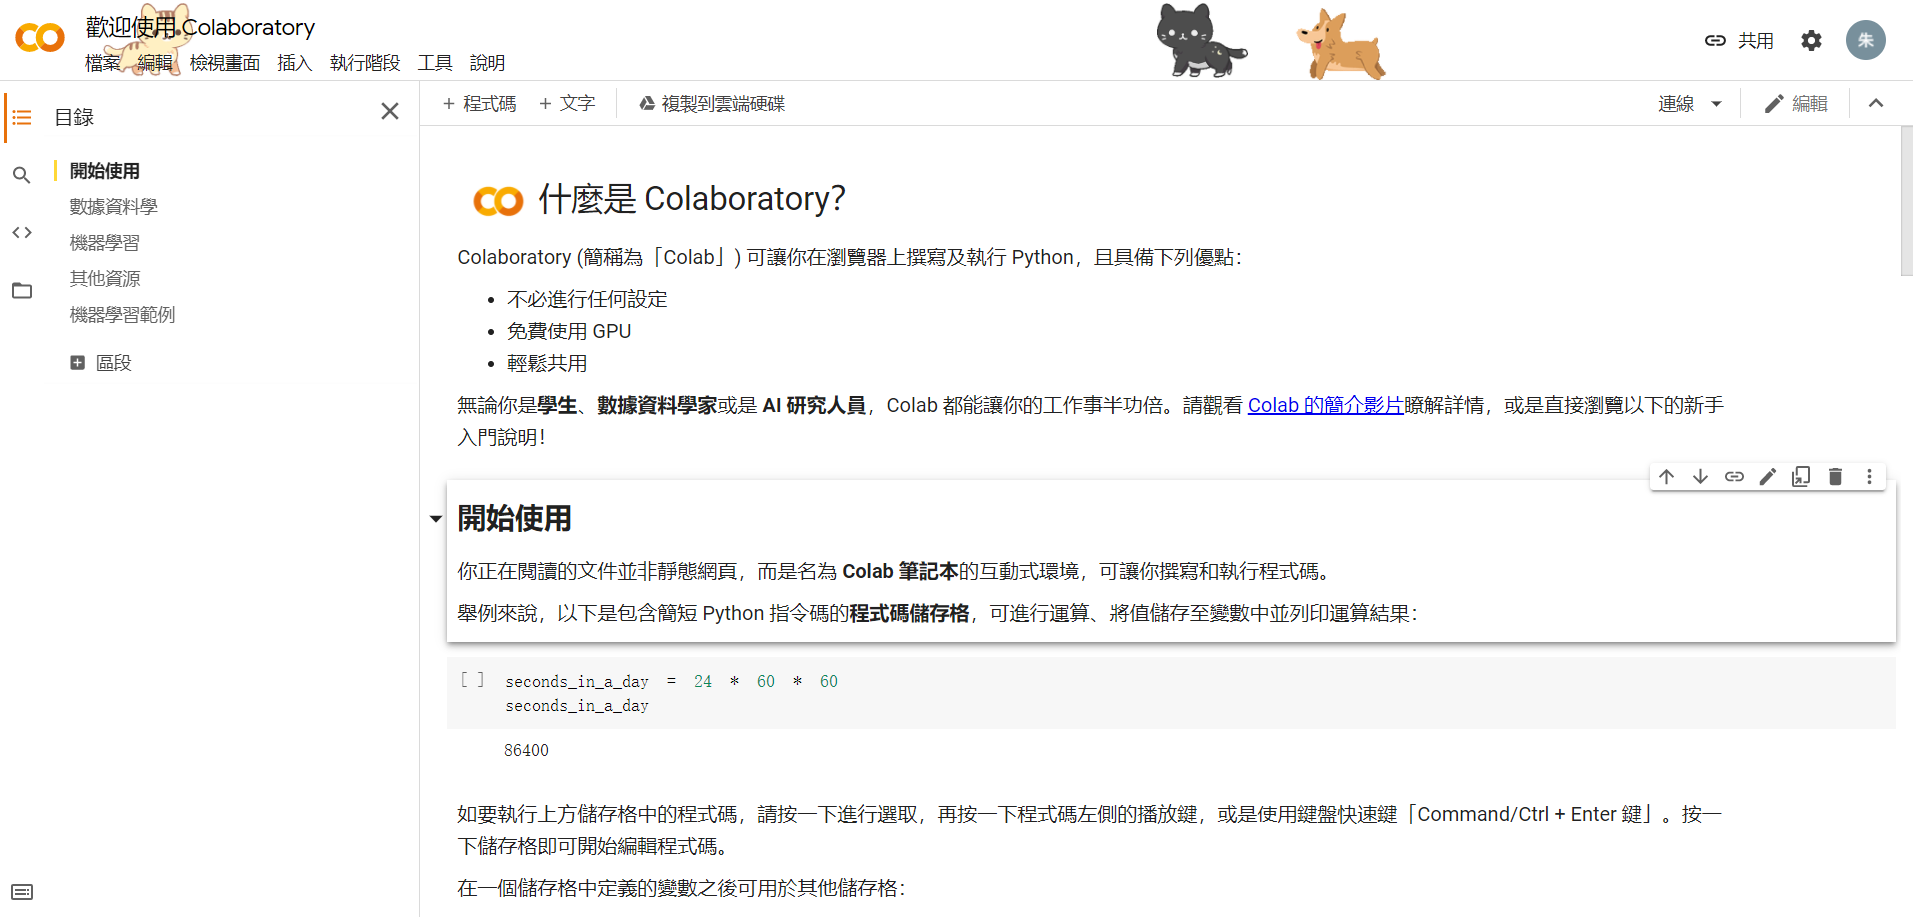 歡迎使用 Colaboratory
檔案 編輯 檢視畫面 插入 執行階段 工具 說明
共用
朱
目錄
開始使用
數據資料學
機器學習
其他資源
機器學習範例
區段
+ 程式碼 + 文字 複製到雲端硬碟
連線 編輯
什麼是 Colaboratory？
Colaboratory (簡稱為「Colab」) 可讓你在瀏覽器上撰寫及執行 Python，且具備下列優點：
• 不必進行任何設定
• 免費使用 GPU
• 輕鬆共用
無論你是學生、數據資料學家或是 AI 研究人員，Colab 都能讓你的工作事半功倍。請觀看 Colab 的簡介影片瞭解詳情，或是直接瀏覽以下的新手
入門說明！
開始使用
你正在閱讀的文件並非靜態網頁，而是名為 Colab 筆記本的互動式環境，可讓你撰寫和執行程式碼。
舉例來說，以下是包含簡短 Python 指令碼的程式碼儲存格，可進行運算、將值儲存至變數中並列印運算結果：
[ ] seconds_in_a_day = 24 * 60 * 60
seconds_in_a_day
86400
如要執行上方儲存格中的程式碼，請按一下進行選取，再按一下程式碼左側的播放鍵，或是使用鍵盤快速鍵「Command/Ctrl + Enter 鍵」。按一
下儲存格即可開始編輯程式碼。
在一個儲存格中定義的變數之後可用於其他儲存格：